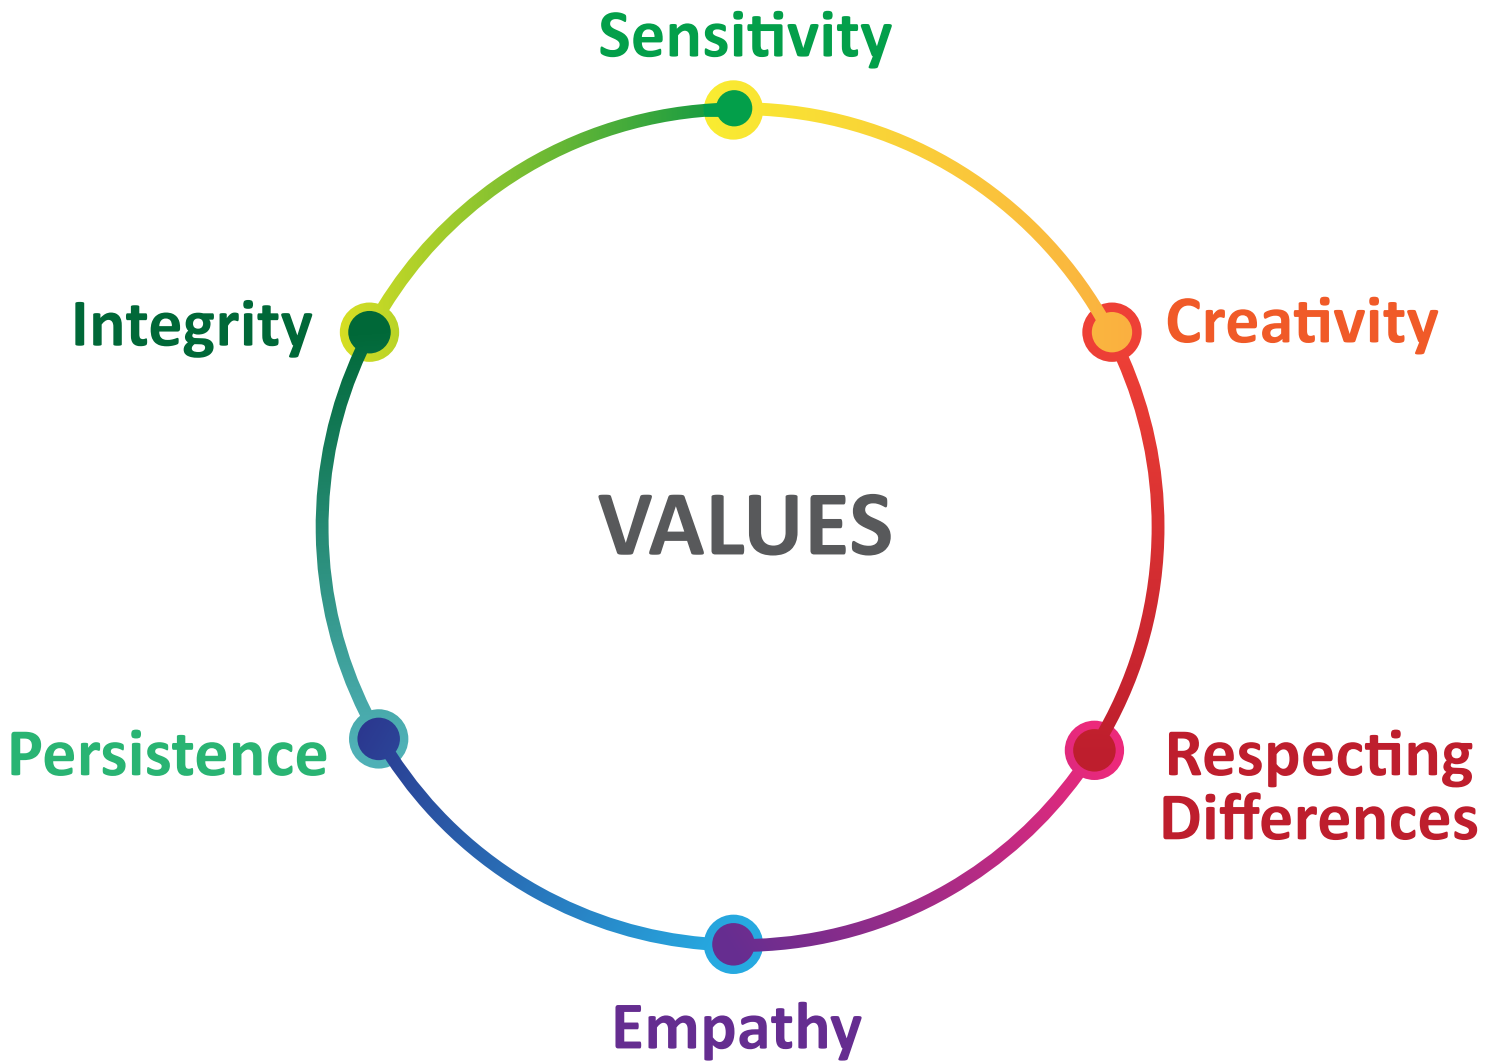 Sensitivity
Integrity
Creativity
VALUES
Persistence
Respecting
Differences
Empathy